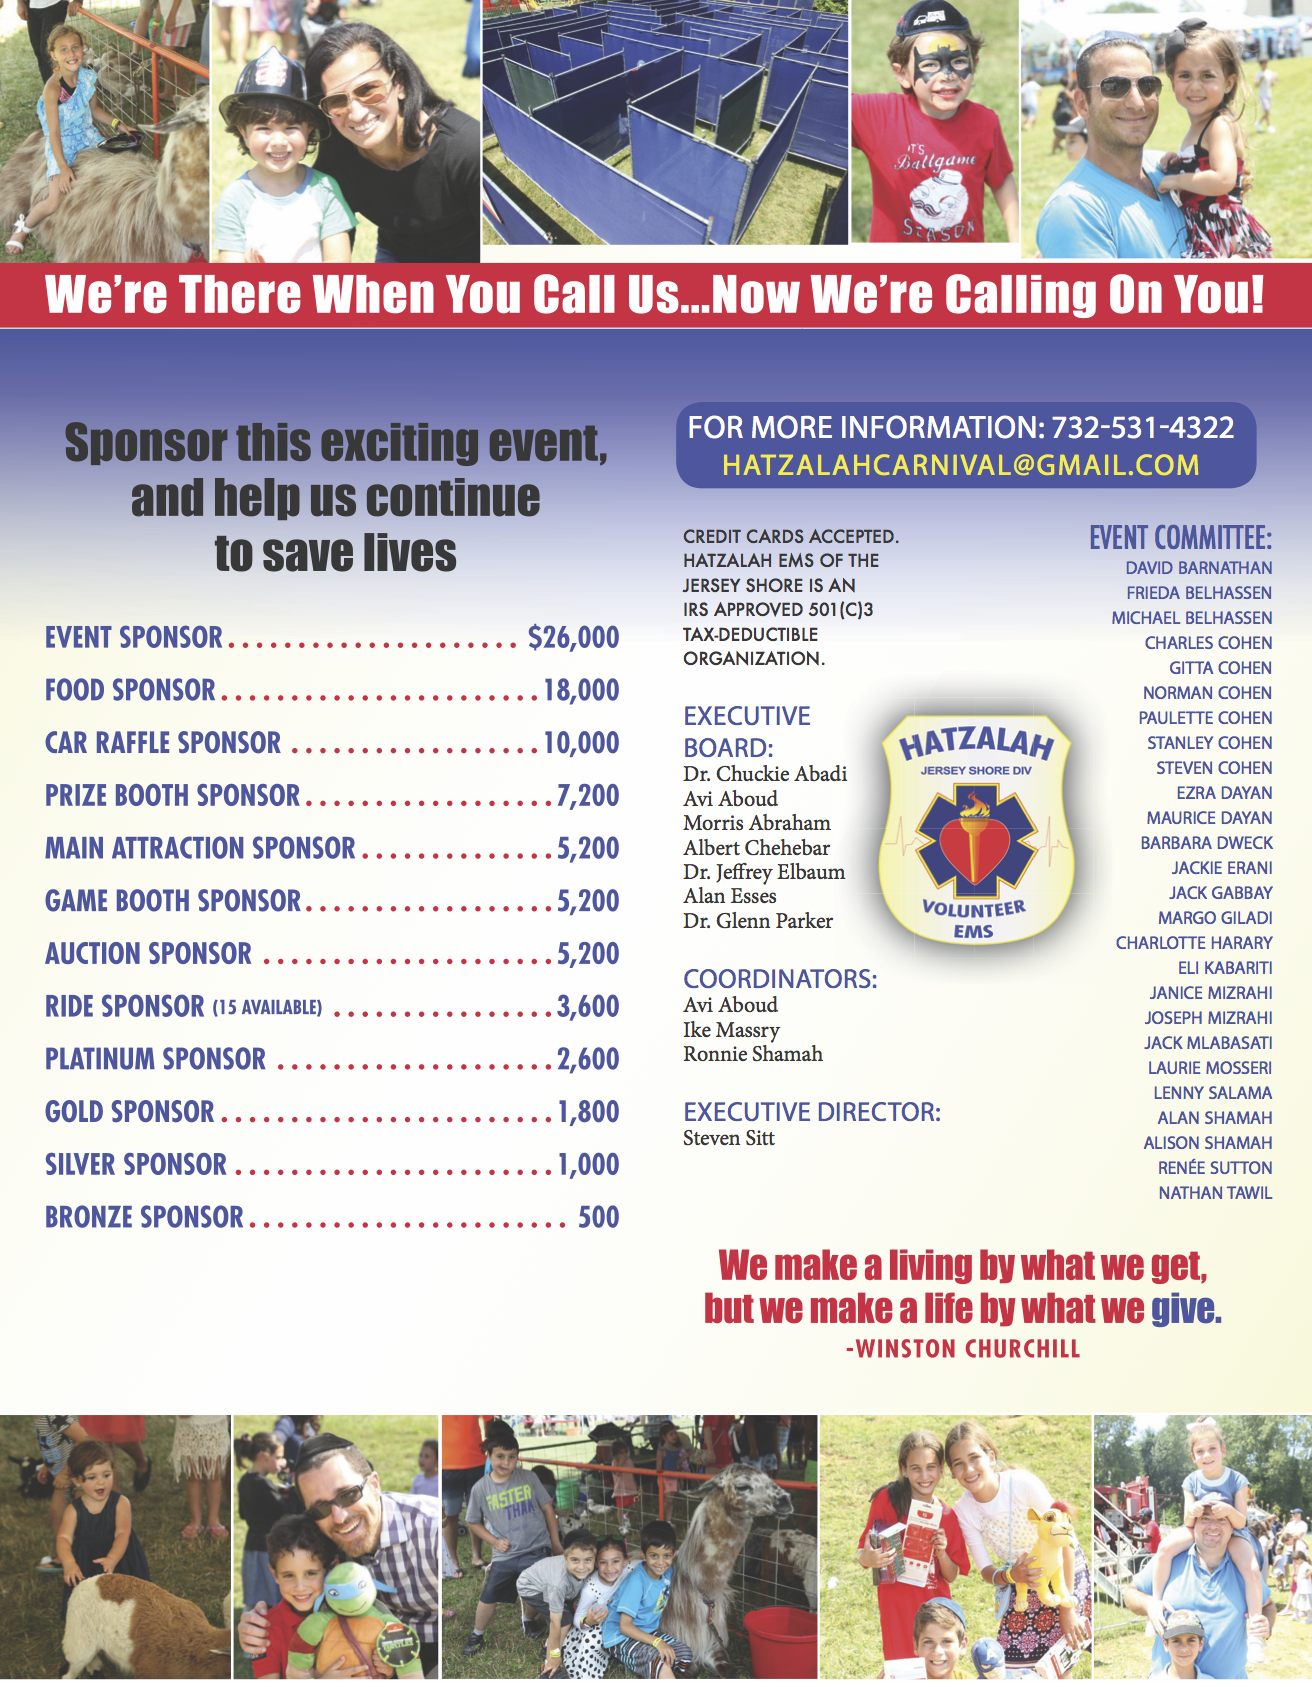 IT'S
Ballgame
SEASON
We're There When You Call Us...Now We're Calling On You!
Sponsor this exciting event,
and help us continue
to save lives
EVENT SPONSOR . . . . . . . . . . . . . . . . . . . . . $26,000
FOOD SPONSOR . . . . . . . . . . . . . . . . . . . . . . . 18,000
CAR RAFFLE SPONSOR . . . . . . . . . . . . . . . . . . 10,000
PRIZE BOOTH SPONSOR . . . . . . . . . . . . . . . . . . 7,200
MAIN ATTRACTION SPONSOR . . . . . . . . . . . . . . 5,200
GAME BOOTH SPONSOR . . . . . . . . . . . . . . . . . . 5,200
AUCTION SPONSOR . . . . . . . . . . . . . . . . . . . . . 5,200
RIDE SPONSOR (15 AVAILABLE) . . . . . . . . . . . . . . . . 3,600
PLATINUM SPONSOR . . . . . . . . . . . . . . . . . . . . 2,600
GOLD SPONSOR . . . . . . . . . . . . . . . . . . . . . . . . 1,800
SILVER SPONSOR . . . . . . . . . . . . . . . . . . . . . . . 1,000
BRONZE SPONSOR . . . . . . . . . . . . . . . . . . . . . . . 500
FOR MORE INFORMATION: 732-531-4322
HATZALAHCARNIVAL@GMAIL.COM
CREDIT CARDS ACCEPTED.
HATZALAH EMS OF THE
JERSEY SHORE IS AN
IRS APPROVED 501(C)3
TAX-DEDUCTIBLE
ORGANIZATION.
EXECUTIVE
BOARD:
Dr. Chuckie Abadi
Avi Aboud
Morris Abraham
Albert Chehebar
Dr. Jeffrey Elbaum
Alan Esses
Dr. Glenn Parker
COORDINATORS:
Avi Aboud
Ike Massry
Ronnie Shamah
EXECUTIVE DIRECTOR:
Steven Sitt
HATZALAH
JERSEY SHORE DIV
VOLUNTEER
EMS
EVENT COMMITTEE:
DAVID BARNATHAN
FRIEDA BELHASSEN
MICHAEL BELHASSEN
CHARLES COHEN
GITTA COHEN
NORMAN COHEN
PAULETTE COHEN
STANLEY COHEN
STEVEN COHEN
EZRA DAYAN
MAURICE DAYAN
BARBARA DWECK
JACKIE ERANI
JACK GABBAY
MARGO GILADI
CHARLOTTE HARARY
ELI KABARITI
JANICE MIZRAHI
JOSEPH MIZRAHI
JACK MLABASATI
LAURIE MOSSERI
LENNY SALAMA
ALAN SHAMAH
ALISON SHAMAH
RENÉE SUTTON
NATHAN TAWIL
We make a living by what we get,
but we make a life by what we give.
-WINSTON CHURCHILL
FASTER
THAN